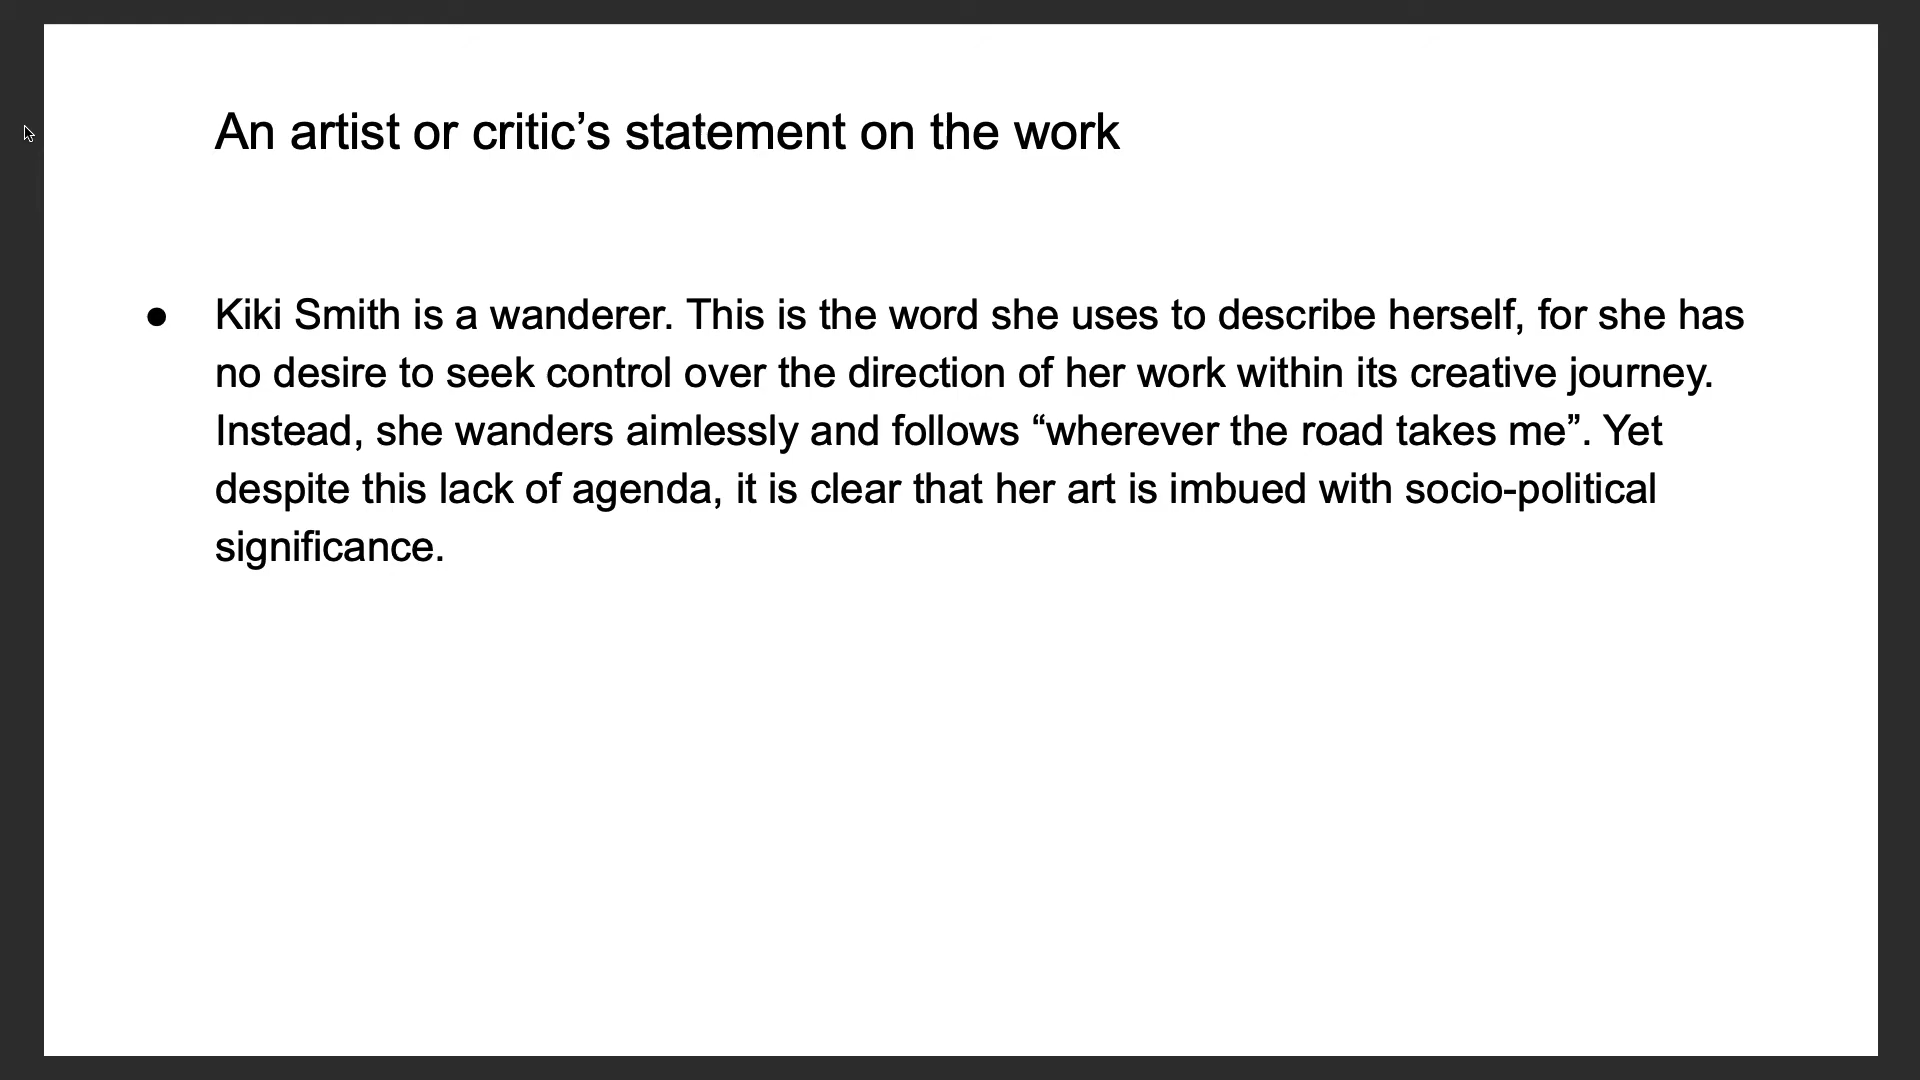 An artist or critic’s statement on the work
● Kiki Smith is a wanderer. This is the word she uses to describe herself, for she has
no desire to seek control over the direction of her work within its creative journey.
Instead, she wanders aimlessly and follows “wherever the road takes me”. Yet
despite this lack of agenda, it is clear that her art is imbued with socio-political
significance.